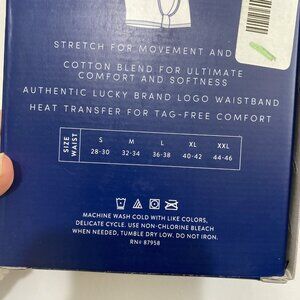 STRETCH FOR MOVEMENT AND
COTTON BLEND FOR ULTIMATE
COMFORT AND SOFTNESS
AUTHENTIC LUCKY BRAND LOGO WAISTBAND
HEAT TRANSFER FOR TAG-FREE COMFORT
SIZE S M L XL XXL
WAIST 28-30 32-34 36-38 40-42 44-46
MACHINE WASH COLD WITH LIKE COLORS,
DELICATE CYCLE. USE NON-CHLORINE BLEACH
WHEN NEEDED, TUMBLE DRY LOW. DO NOT IRON.
RN# 87958